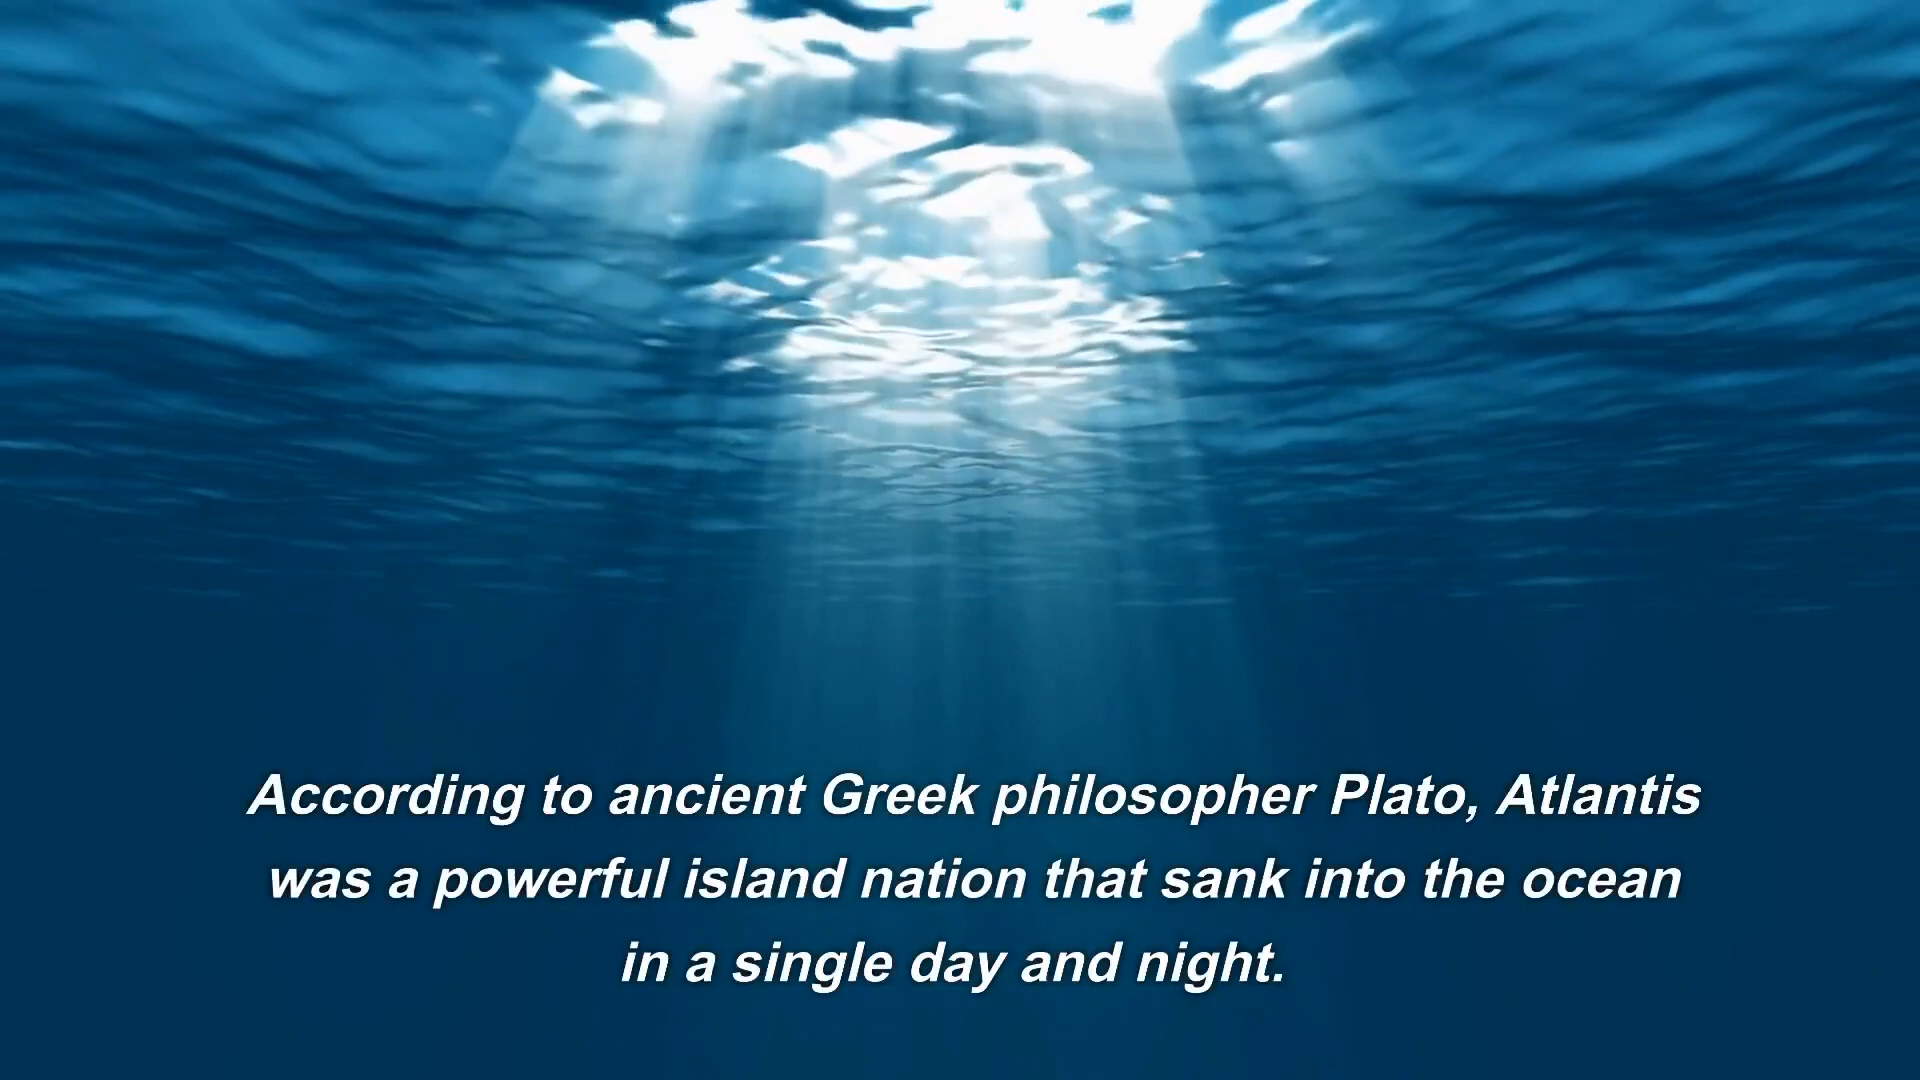 According to ancient Greek philosopher Plato, Atlantis
was a powerful island nation that sank into the ocean
in a single day and night.